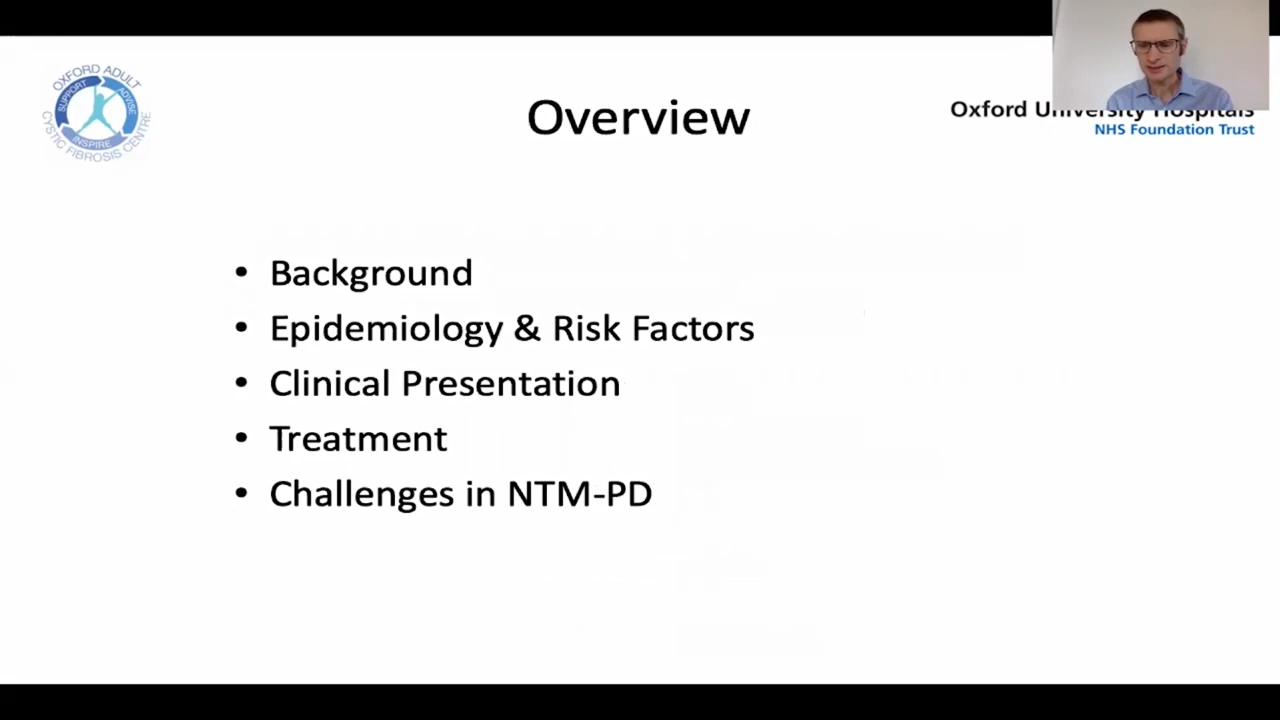 OXFORD ADULT
SUPPORT
ADVISE
INSPIRE
CYSTIC FIBROSIS CENTRE
Overview
Oxford University Hospitals
NHS Foundation Trust
• Background
• Epidemiology & Risk Factors
• Clinical Presentation
• Treatment
• Challenges in NTM-PD